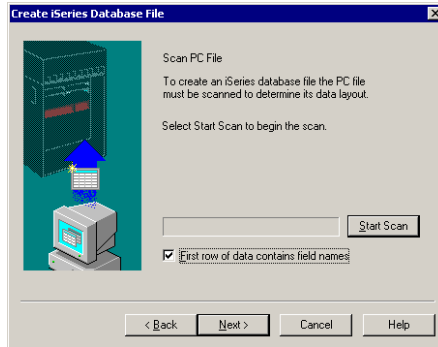 Create iSeries Database File
Scan PC File
To create an iSeries database file the PC file
must be scanned to determine its data layout.
Select Start Scan to begin the scan.
Start Scan
First row of data contains field names
< Back
Next >
Cancel
Help